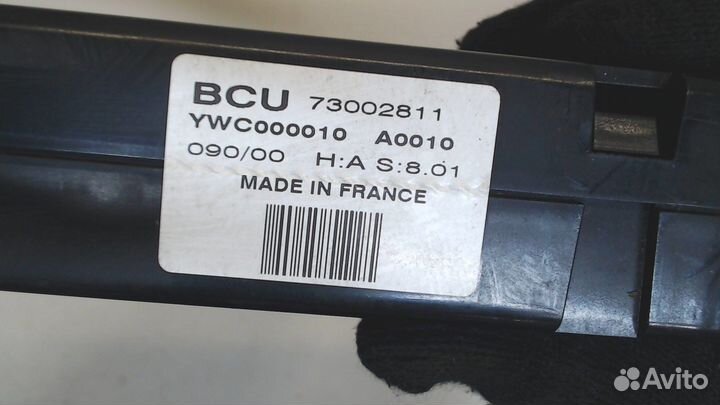 BCU 73002811
YWC000010 A0010
090/00 H:A S:8.01
MADE IN FRANCE
Avito